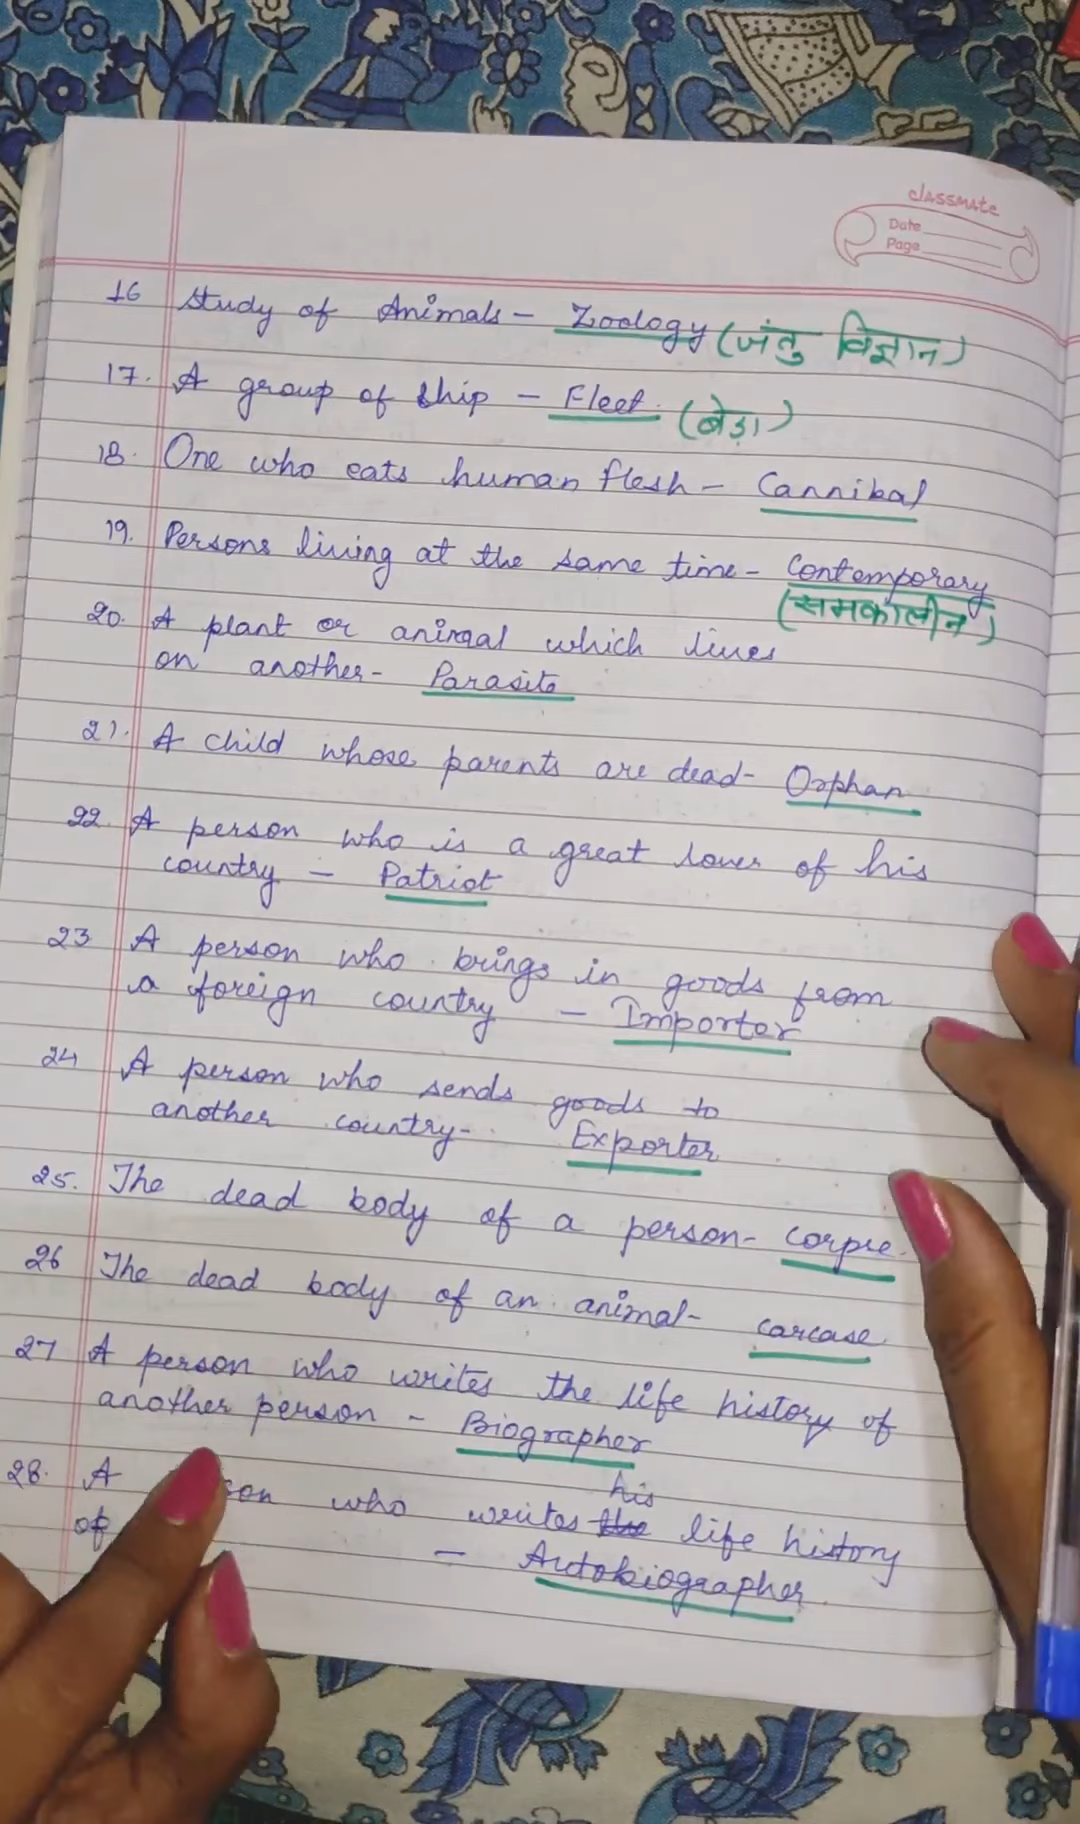 classmate
Date
Page
16 Study of Animals - Zoology (जंतु विज्ञान)
17. A group of ship - Fleet. (बेड़ा)
18. One who eats human flesh - Cannibal
19. Persons living at the same time - Contemporary
(समकालीन)
20. A plant or animal which lives
on another - Parasite
21. A child whose parents are dead - Orphan
22. A person who is a great lover of his
country - Patriot
23 A person who brings in goods from
a foreign country - Importer
24 A person who sends goods to
another country - Exporter
25. The dead body of a person - corpse.
26 The dead body of an animal - carcase
27 A person who writes the life history of
another person - Biographer
his
28. A who writes the life history
of - Autobiographer.